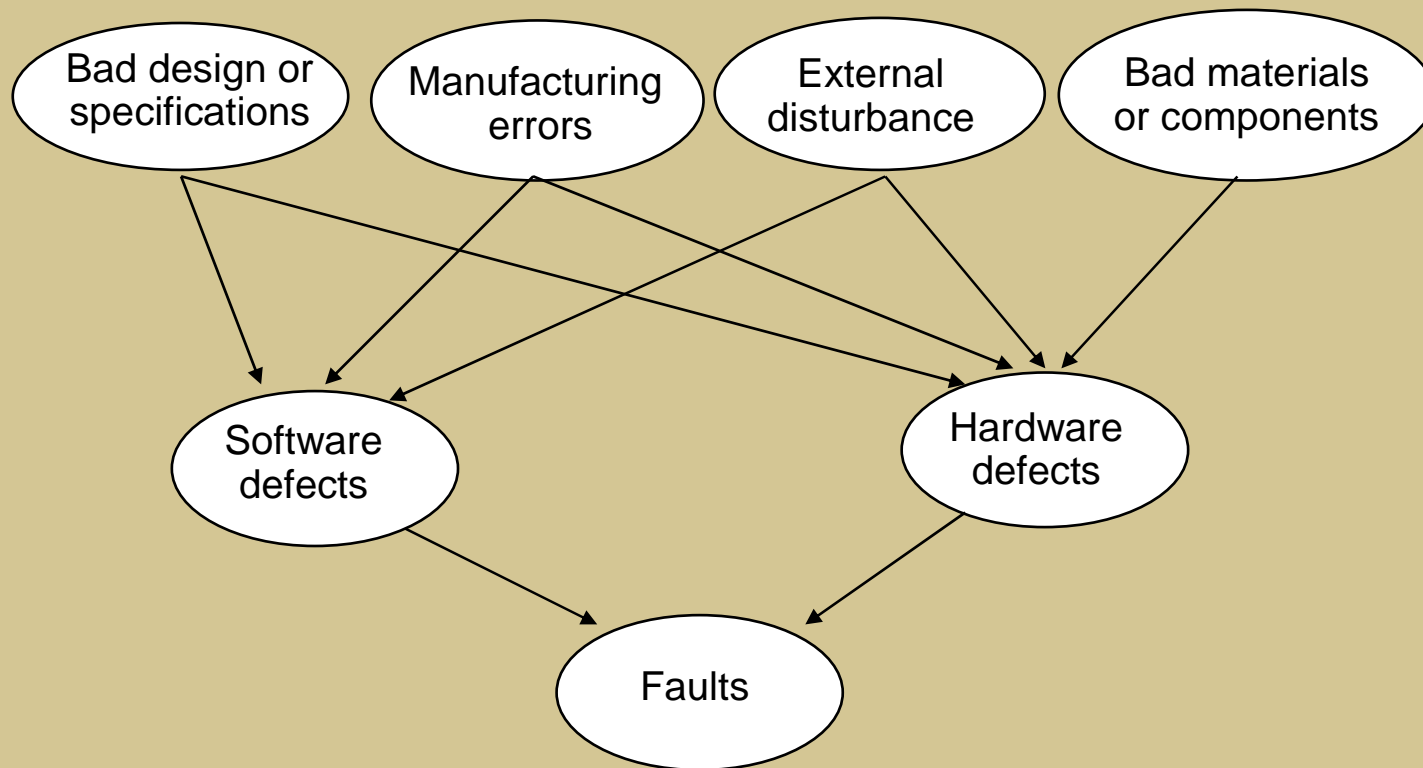 Bad design or
specifications
Manufacturing
errors
External
disturbance
Bad materials
or components
Software
defects
Hardware
defects
Faults